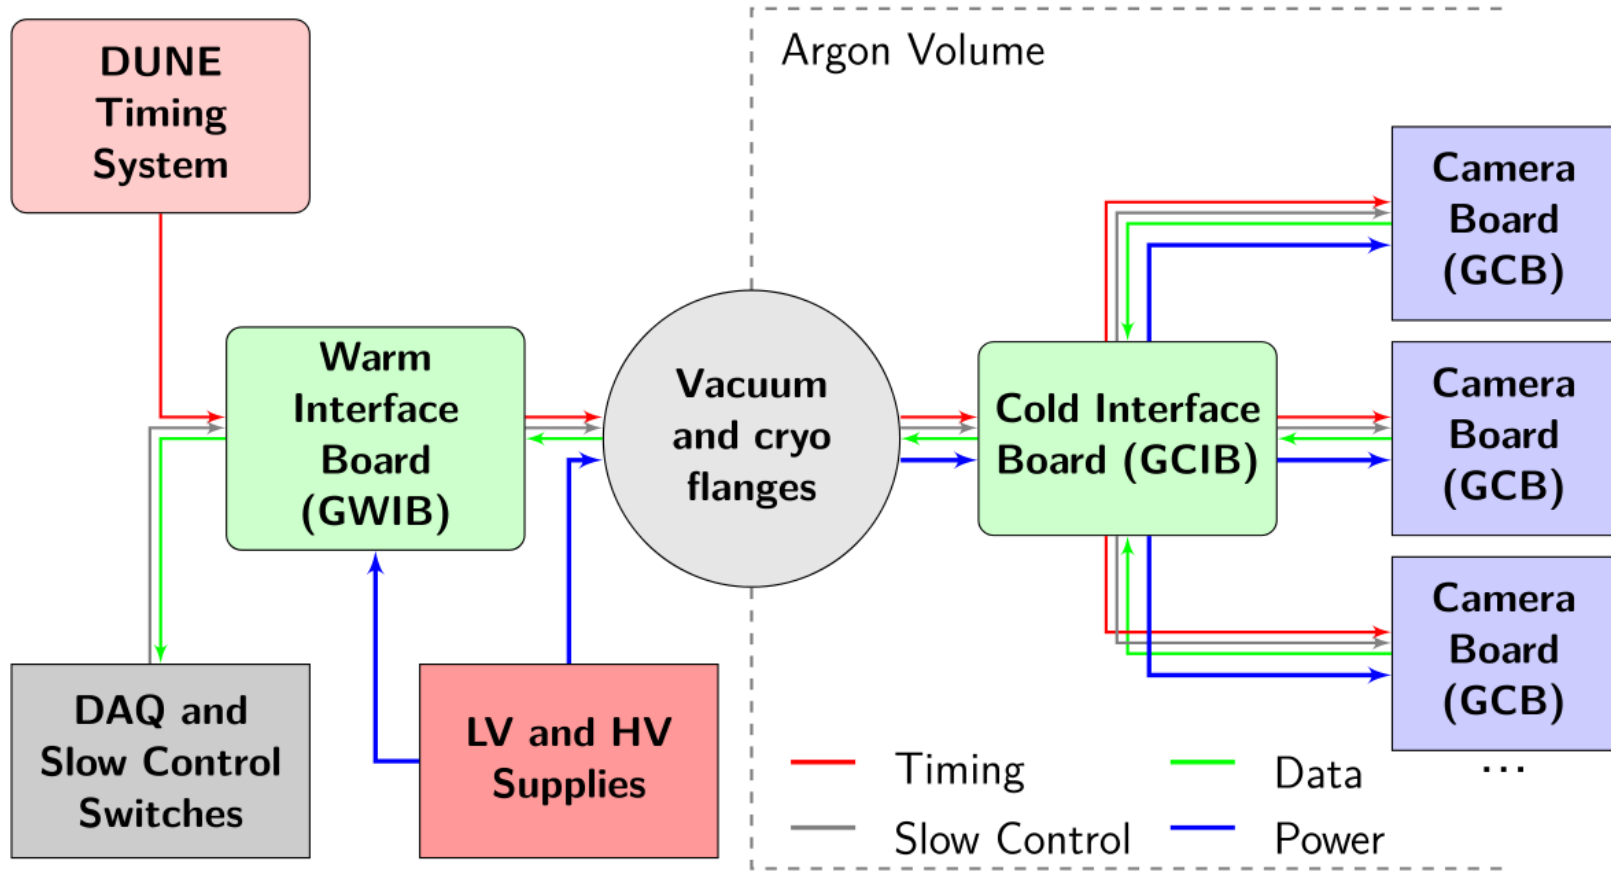 DUNE
Timing
System
Argon Volume
Camera
Board
(GCB)
Warm
Interface
Board
(GWIB)
Vacuum
and cryo
flanges
Cold Interface
Board (GCIB)
Camera
Board
(GCB)
Camera
Board
(GCB)
...
DAQ and
Slow Control
Switches
LV and HV
Supplies
Timing
Data
Slow Control
Power